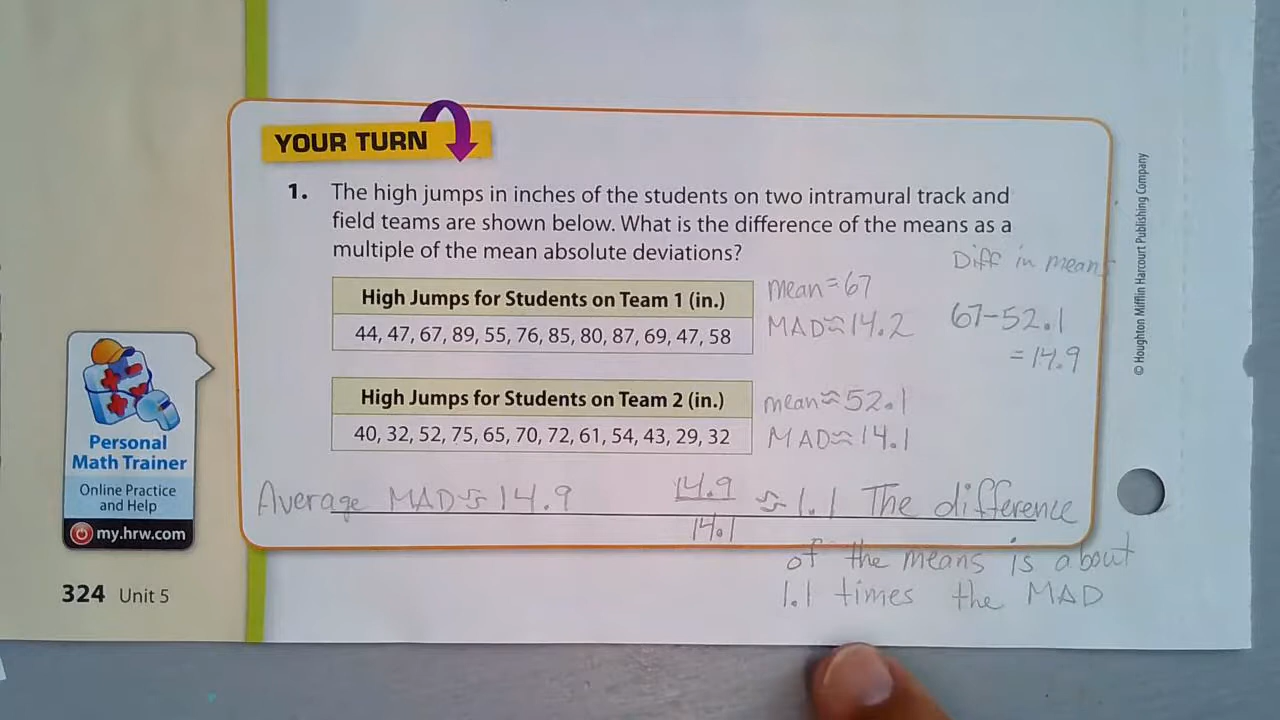 YOUR TURN
1. The high jumps in inches of the students on two intramural track and
field teams are shown below. What is the difference of the means as a
multiple of the mean absolute deviations?
Diff in means
High Jumps for Students on Team 1 (in.)
44, 47, 67, 89, 55, 76, 85, 80, 87, 69, 47, 58
mean=67
MAD≈14.2
67-52.1
=14.9
High Jumps for Students on Team 2 (in.)
40, 32, 52, 75, 65, 70, 72, 61, 54, 43, 29, 32
mean≈52.1
MAD≈14.1
Average MAD≈14.9
14.9
14.1
≈1.1 The difference
of the means is about
1.1 times the MAD
Personal
Math Trainer
Online Practice
and Help
my.hrw.com
324 Unit 5
© Houghton Mifflin Harcourt Publishing Company